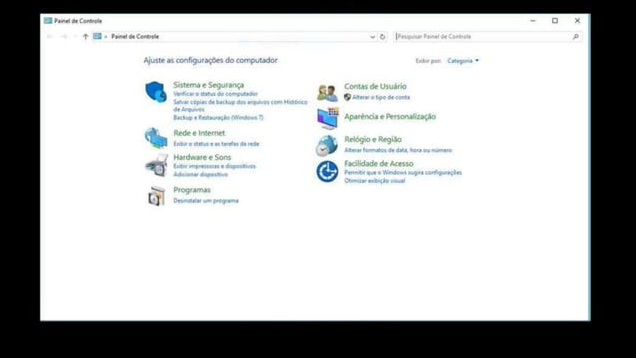 Painel de Controle
Painel de Controle
Pesquisar Painel de Controle
Ajuste as configurações do computador
Exibir por: Categoria
Sistema e Segurança
Verificar o status do computador
Salvar cópias de backup dos arquivos com Histórico
de Arquivos
Backup e Restauração (Windows 7)
Rede e Internet
Exibir o status e as tarefas da rede
Hardware e Sons
Exibir impressoras e dispositivos
Adicionar dispositivo
Programas
Desinstalar um programa
Contas de Usuário
Alterar o tipo de conta
Aparência e Personalização
Relógio e Região
Alterar formatos de data, hora ou número
Facilidade de Acesso
Permitir que o Windows sugira configurações
Otimizar exibição visual